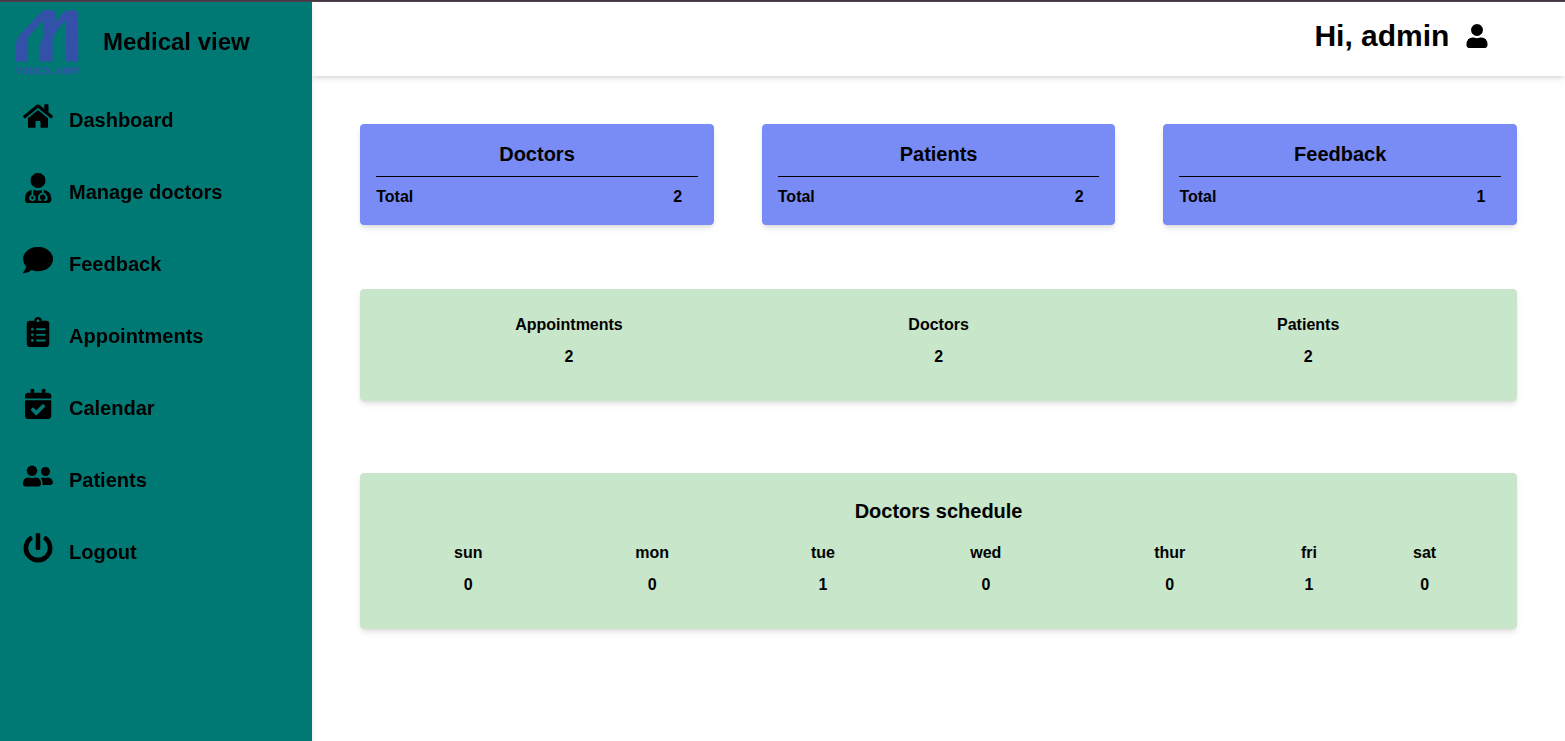 Medical view
Hi, admin
Dashboard
Manage doctors
Feedback
Appointments
Calendar
Patients
Logout
Doctors
Total 2
Patients
Total 2
Feedback
Total 1
Appointments Doctors Patients
2 2 2
Doctors schedule
sun mon tue wed thur fri sat
0 0 1 0 0 1 0